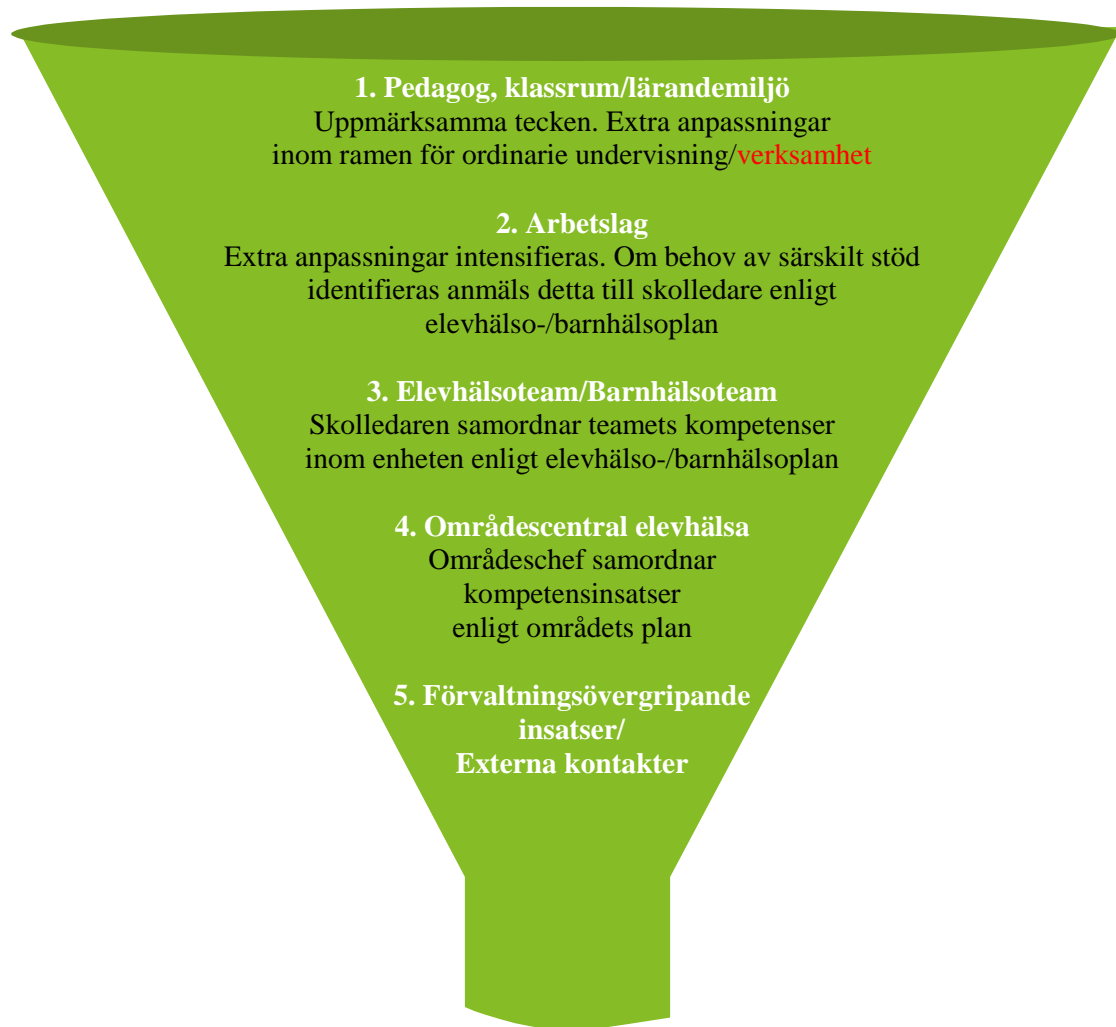 1. Pedagog, klassrum/lärandemiljö
Uppmärksamma tecken. Extra anpassningar
inom ramen för ordinarie undervisning/verksamhet
2. Arbetslag
Extra anpassningar intensifieras. Om behov av särskilt stöd
identifieras anmäls detta till skolledare enligt
elevhälso-/barnhälsoplan
3. Elevhälsoteam/Barnhälsoteam
Skolledaren samordnar teamets kompetenser
inom enheten enligt elevhälso-/barnhälsoplan
4. Områdescentral elevhälsa
Områdeschef samordnar
kompetensinsatser
enligt områdets plan
5. Förvaltningsövergripande
insatser/
Externa kontakter